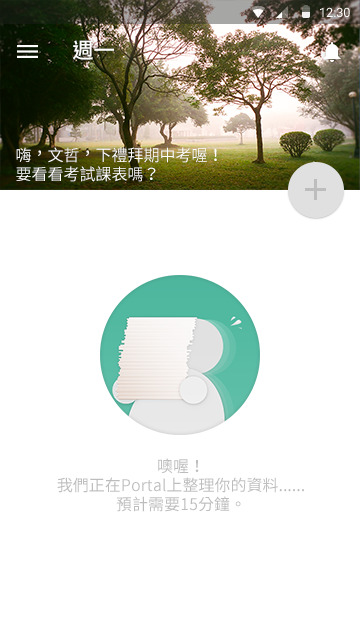 12:30
週一
嗨，文哲，下禮拜期中考喔！
要看看考試課表嗎？
噢喔！
我們正在Portal上整理你的資料......
預計需要15分鐘。